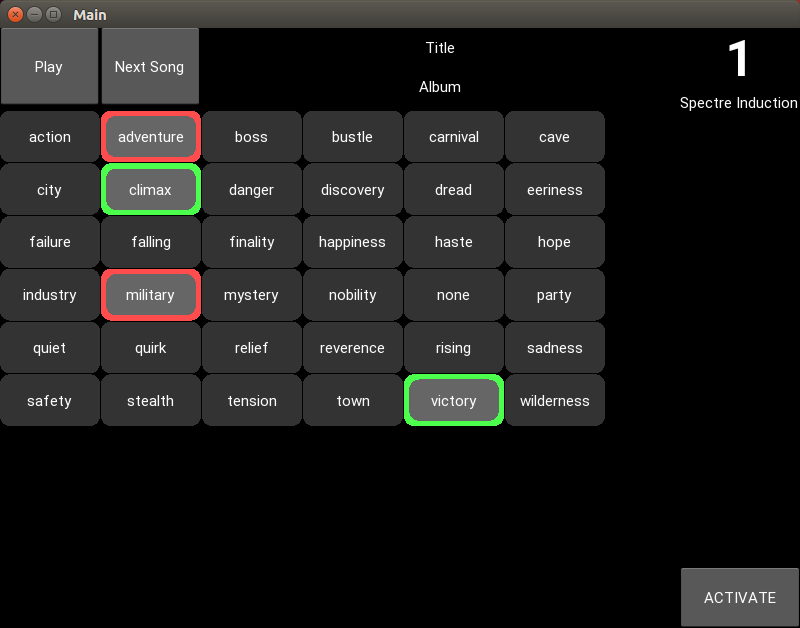 Main
Play
Next Song
Title
Album
1
Spectre Induction
action adventure boss bustle carnival cave
city climax danger discovery dread eeriness
failure falling finality happiness haste hope
industry military mystery nobility none party
quiet quirk relief reverence rising sadness
safety stealth tension town victory wilderness
ACTIVATE